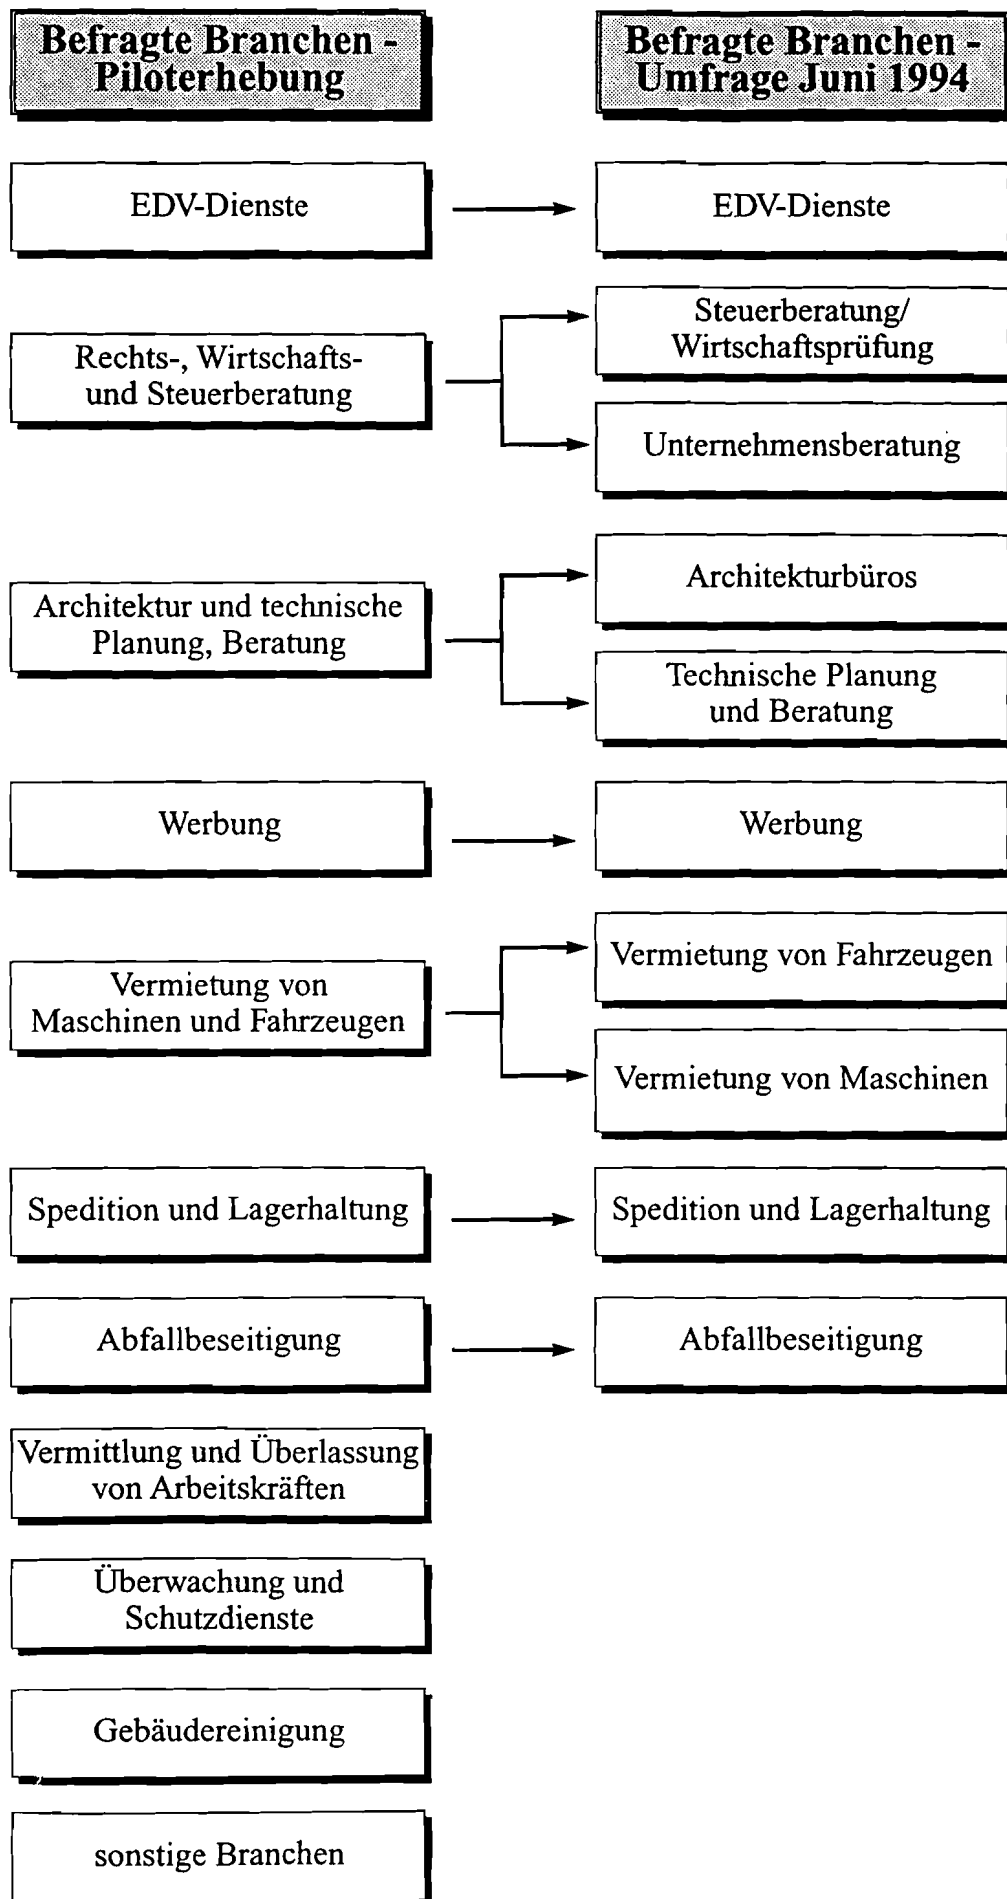 Befragte Branchen -
Piloterhebung
Befragte Branchen -
Umfrage Juni 1994
EDV-Dienste
EDV-Dienste
Rechts-, Wirtschafts-
und Steuerberatung
Steuerberatung/
Wirtschaftsprüfung
Unternehmensberatung
Architektur und technische
Planung, Beratung
Architekturbüros
Technische Planung
und Beratung
Werbung
Werbung
Vermietung von
Maschinen und Fahrzeugen
Vermietung von Fahrzeugen
Vermietung von Maschinen
Spedition und Lagerhaltung
Spedition und Lagerhaltung
Abfallbeseitigung
Abfallbeseitigung
Vermittlung und Überlassung
von Arbeitskräften
Überwachung und
Schutzdienste
Gebäudereinigung
sonstige Branchen